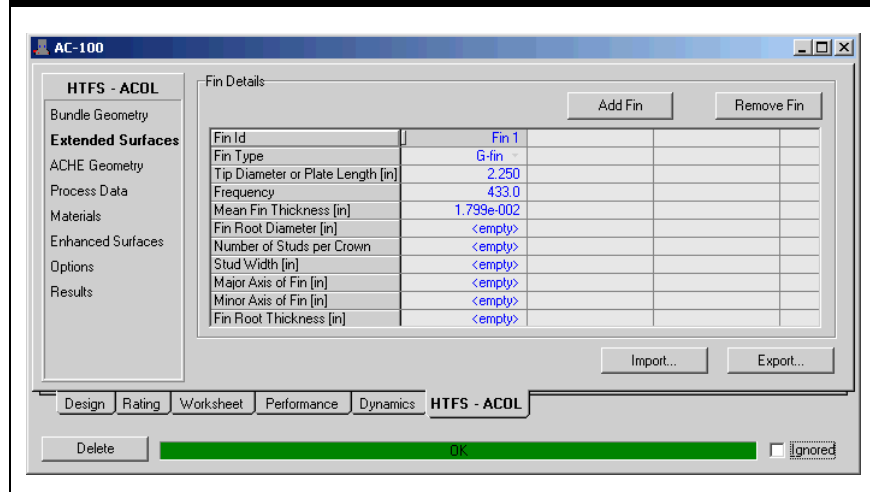 AC-100
HTFS - ACOL
Bundle Geometry
Extended Surfaces
ACHE Geometry
Process Data
Materials
Enhanced Surfaces
Options
Results
Fin Details
Add Fin
Remove Fin
Fin Id Fin 1
Fin Type G-fin
Tip Diameter or Plate Length [in] 2.250
Frequency 433.0
Mean Fin Thickness [in] 1.799e-002
Fin Root Diameter [in] <empty>
Number of Studs per Crown <empty>
Stud Width [in] <empty>
Major Axis of Fin [in] <empty>
Minor Axis of Fin [in] <empty>
Fin Root Thickness [in] <empty>
Import... Export...
Design Rating Worksheet Performance Dynamics HTFS - ACOL
Delete OK Ignored